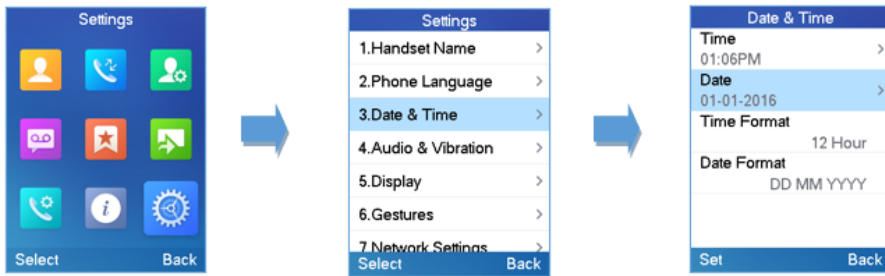 Settings
Select Back
Settings
1.Handset Name
2.Phone Language
3.Date & Time
4.Audio & Vibration
5.Display
6.Gestures
7 Network Settings
Select Back
Date & Time
Time
01:06PM
Date
01-01-2016
Time Format
12 Hour
Date Format
DD MM YYYY
Set Back